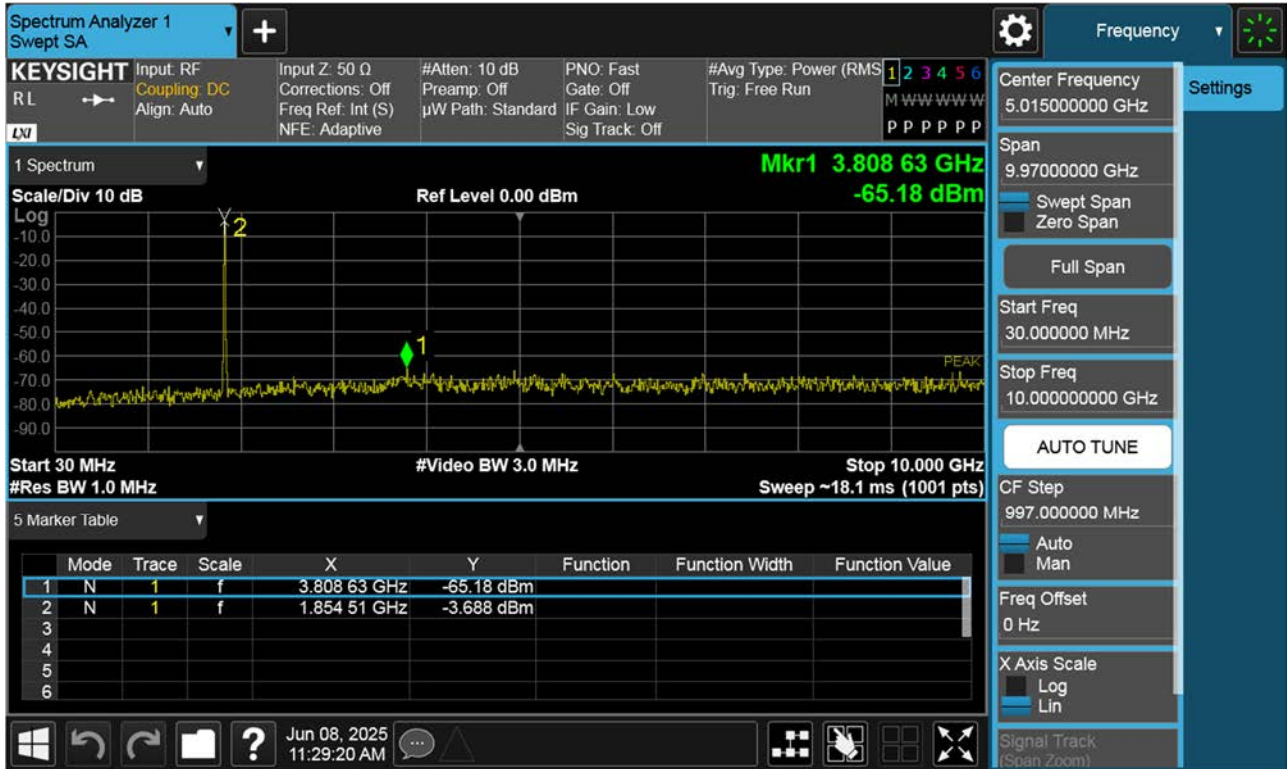 Spectrum Analyzer 1
Swept SA
+
Frequency
KEYSIGHT
RL
LXI
Input: RF
Coupling: DC
Align: Auto
Input Z: 50 Ω
Corrections: Off
Freq Ref: Int (S)
NFE: Adaptive
#Atten: 10 dB
Preamp: Off
µW Path: Standard
PNO: Fast
Gate: Off
IF Gain: Low
Sig Track: Off
#Avg Type: Power (RMS
Trig: Free Run
1 2 3 4 5 6
M W W W W W
P P P P P P
1 Spectrum
Mkr1 3.808 63 GHz
-65.18 dBm
Scale/Div 10 dB
Ref Level 0.00 dBm
Log
-10.0
-20.0
-30.0
-40.0
-50.0
-60.0
-70.0
-80.0
-90.0
2
1
PEAK
Start 30 MHz
#Video BW 3.0 MHz
Stop 10.000 GHz
#Res BW 1.0 MHz
Sweep ~18.1 ms (1001 pts)
5 Marker Table
Mode Trace Scale X Y Function Function Width Function Value
1 N 1 f 3.808 63 GHz -65.18 dBm
2 N 1 f 1.854 51 GHz -3.688 dBm
3
4
5
6
?
Jun 08, 2025
11:29:20 AM
Center Frequency
5.015000000 GHz
Settings
Span
9.97000000 GHz
Swept Span
Zero Span
Full Span
Start Freq
30.000000 MHz
Stop Freq
10.000000000 GHz
AUTO TUNE
CF Step
997.000000 MHz
Auto
Man
Freq Offset
0 Hz
X Axis Scale
Log
Lin
Signal Track
(Span Zoom)